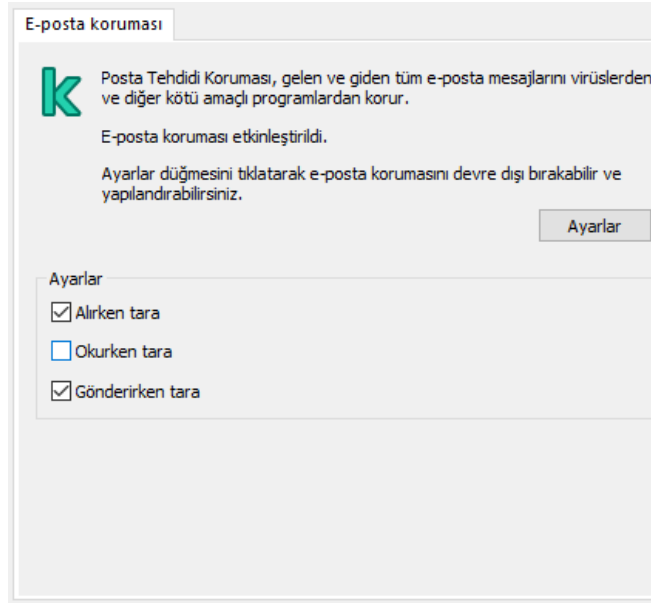 E-posta koruması
Posta Tehdidi Koruması, gelen ve giden tüm e-posta mesajlarını virüslerden
ve diğer kötü amaçlı programlardan korur.
E-posta koruması etkinleştirildi.
Ayarlar düğmesini tıklatarak e-posta korumasını devre dışı bırakabilir ve
yapılandırabilirsiniz.
Ayarlar
Ayarlar
Alırken tara
Okurken tara
Gönderirken tara